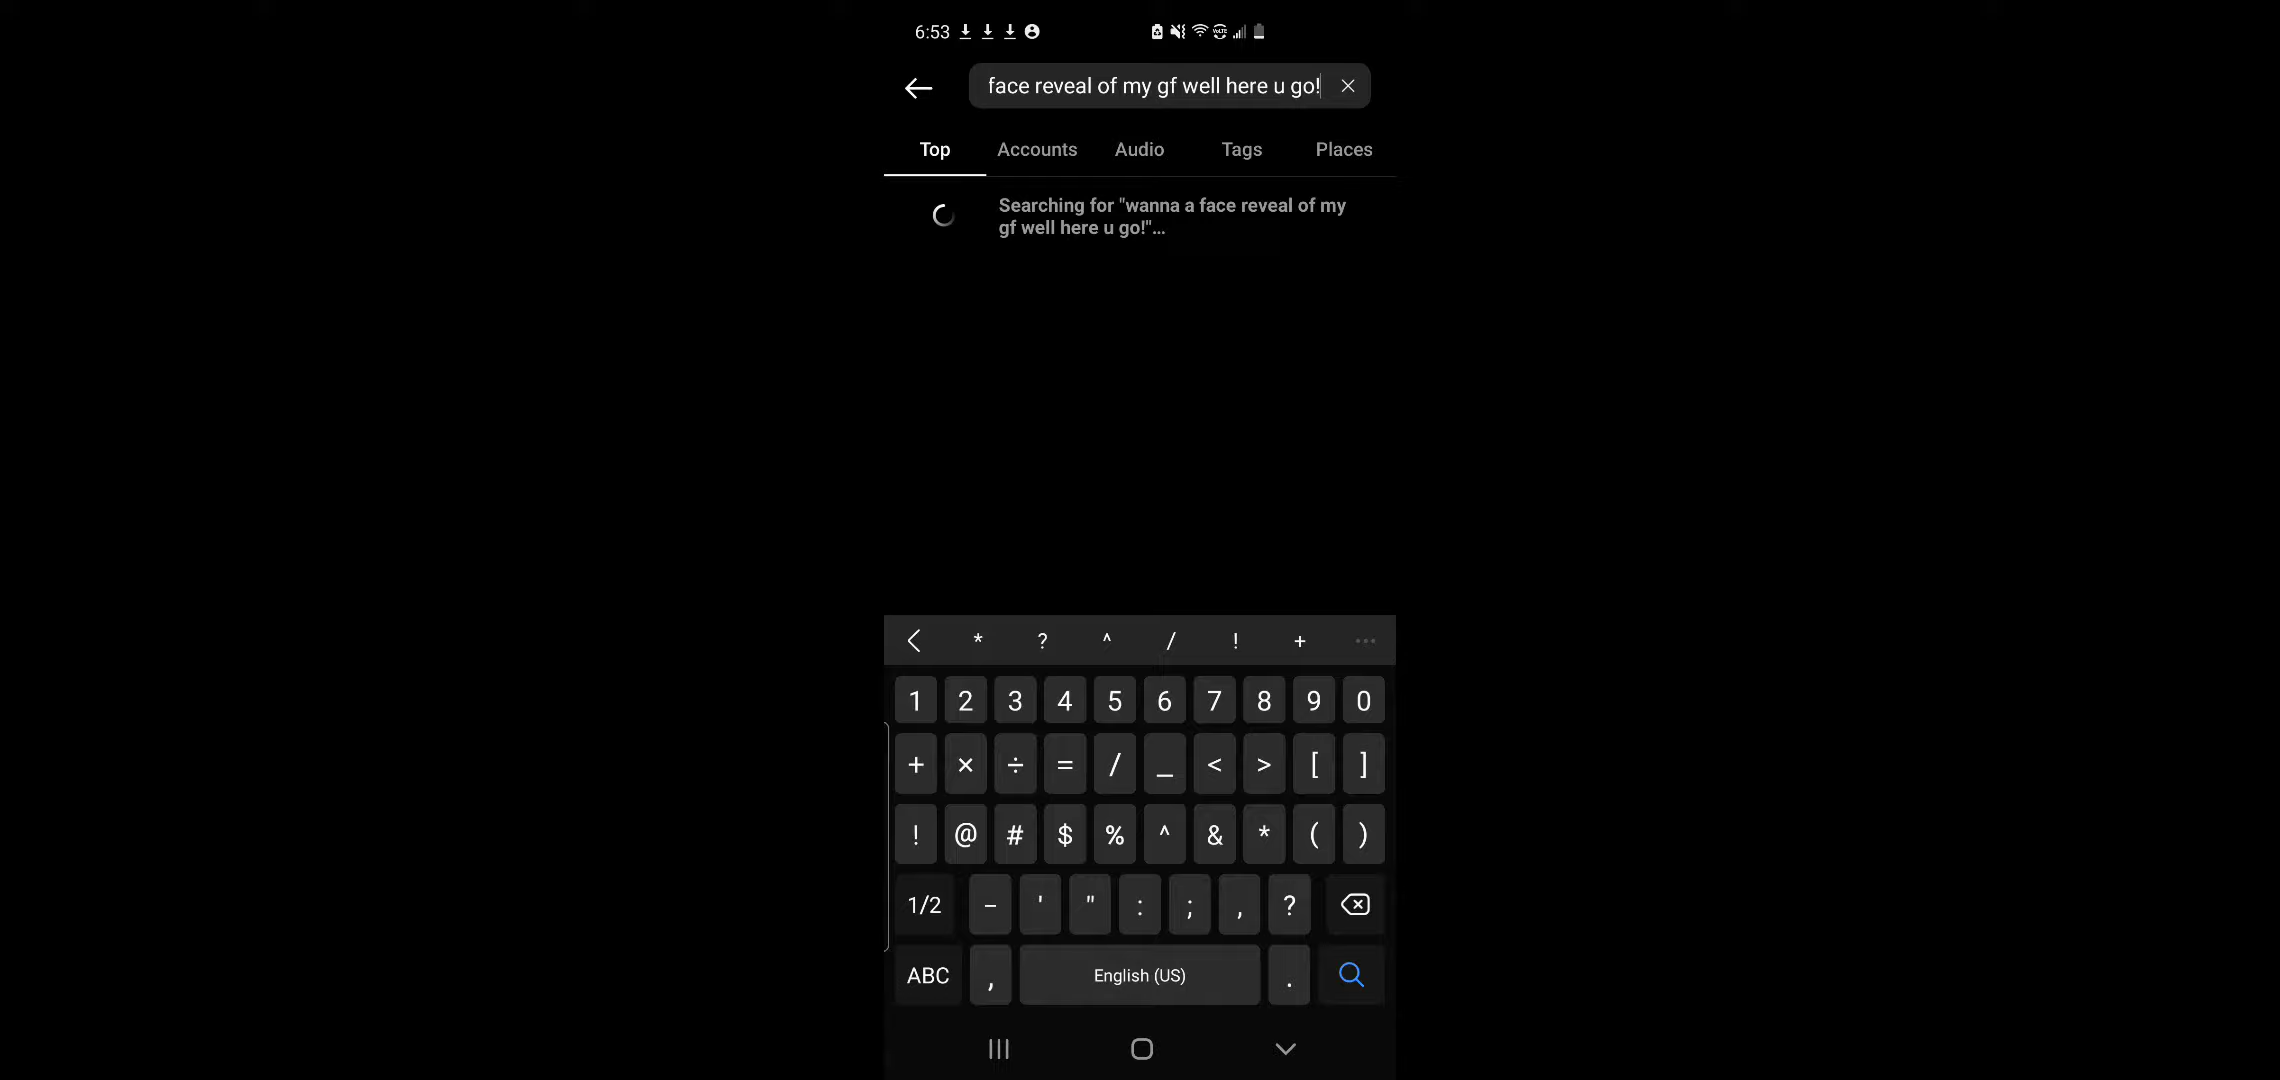 6:53
face reveal of my gf well here u go!
Top Accounts Audio Tags Places
Searching for "wanna a face reveal of my
gf well here u go!"...
* ? ^ / ! + ...
1 2 3 4 5 6 7 8 9 0
+ × ÷ = / _ < > [ ]
! @ # $ % ^ & * ( )
1/2 - ' " : ; , ?
ABC , English (US) .